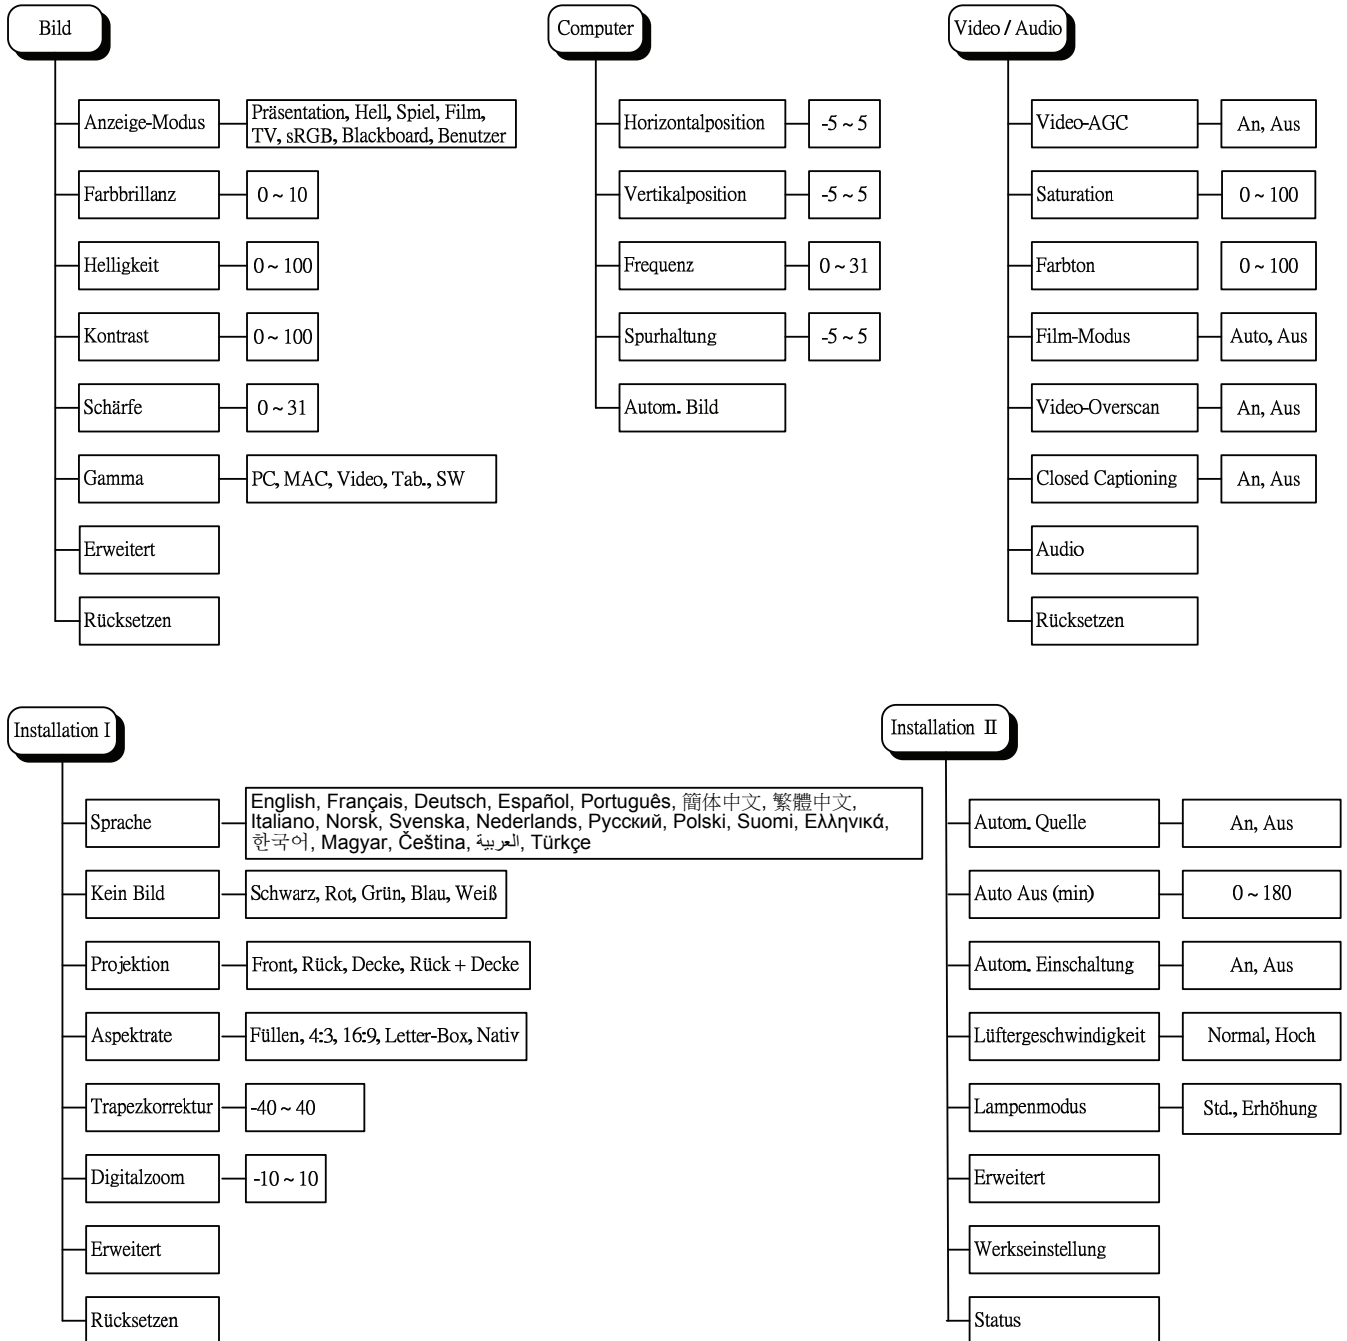 Bild
Anzeige-Modus
Präsentation, Hell, Spiel, Film,
TV, sRGB, Blackboard, Benutzer
Farbbrillanz
0 ~ 10
Helligkeit
0 ~ 100
Kontrast
0 ~ 100
Schärfe
0 ~ 31
Gamma
PC, MAC, Video, Tab., SW
Erweitert
Rücksetzen
Computer
Horizontalposition
-5 ~ 5
Vertikalposition
-5 ~ 5
Frequenz
0 ~ 31
Spurhaltung
-5 ~ 5
Autom. Bild
Video / Audio
Video-AGC
An, Aus
Saturation
0 ~ 100
Farbton
0 ~ 100
Film-Modus
Auto, Aus
Video-Overscan
An, Aus
Closed Captioning
An, Aus
Audio
Rücksetzen
Installation I
Sprache
English, Français, Deutsch, Español, Português, 簡体中文, 繁體中文,
Italiano, Norsk, Svenska, Nederlands, Русский, Polski, Suomi, Ελληνικά,
한국어, Magyar, Čeština, العربية, Türkçe
Kein Bild
Schwarz, Rot, Grün, Blau, Weiß
Projektion
Front, Rück, Decke, Rück + Decke
Aspektrate
Füllen, 4:3, 16:9, Letter-Box, Nativ
Trapezkorrektur
-40 ~ 40
Digitalzoom
-10 ~ 10
Erweitert
Rücksetzen
Installation II
Autom. Quelle
An, Aus
Auto Aus (min)
0 ~ 180
Autom. Einschaltung
An, Aus
Lüftergeschwindigkeit
Normal, Hoch
Lampenmodus
Std., Erhöhung
Erweitert
Werkseinstellung
Status